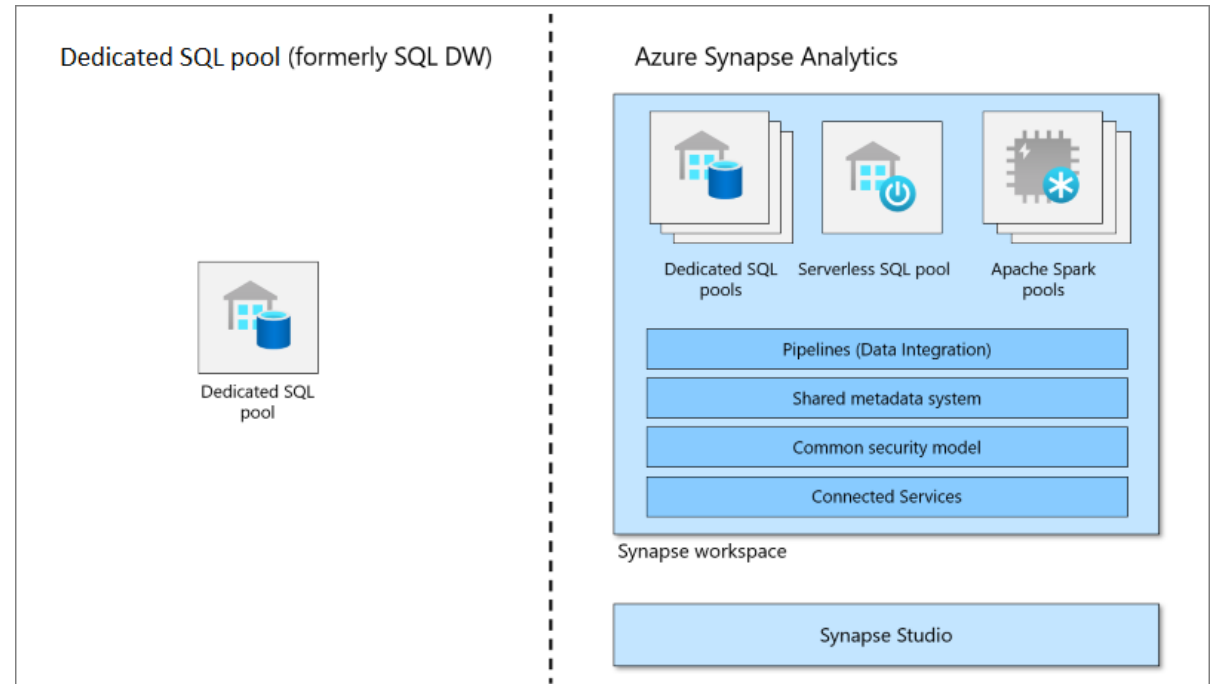 Dedicated SQL pool (formerly SQL DW)
Dedicated SQL
pool
Azure Synapse Analytics
Dedicated SQL
pools
Serverless SQL pool
Apache Spark
pools
Pipelines (Data Integration)
Shared metadata system
Common security model
Connected Services
Synapse workspace
Synapse Studio